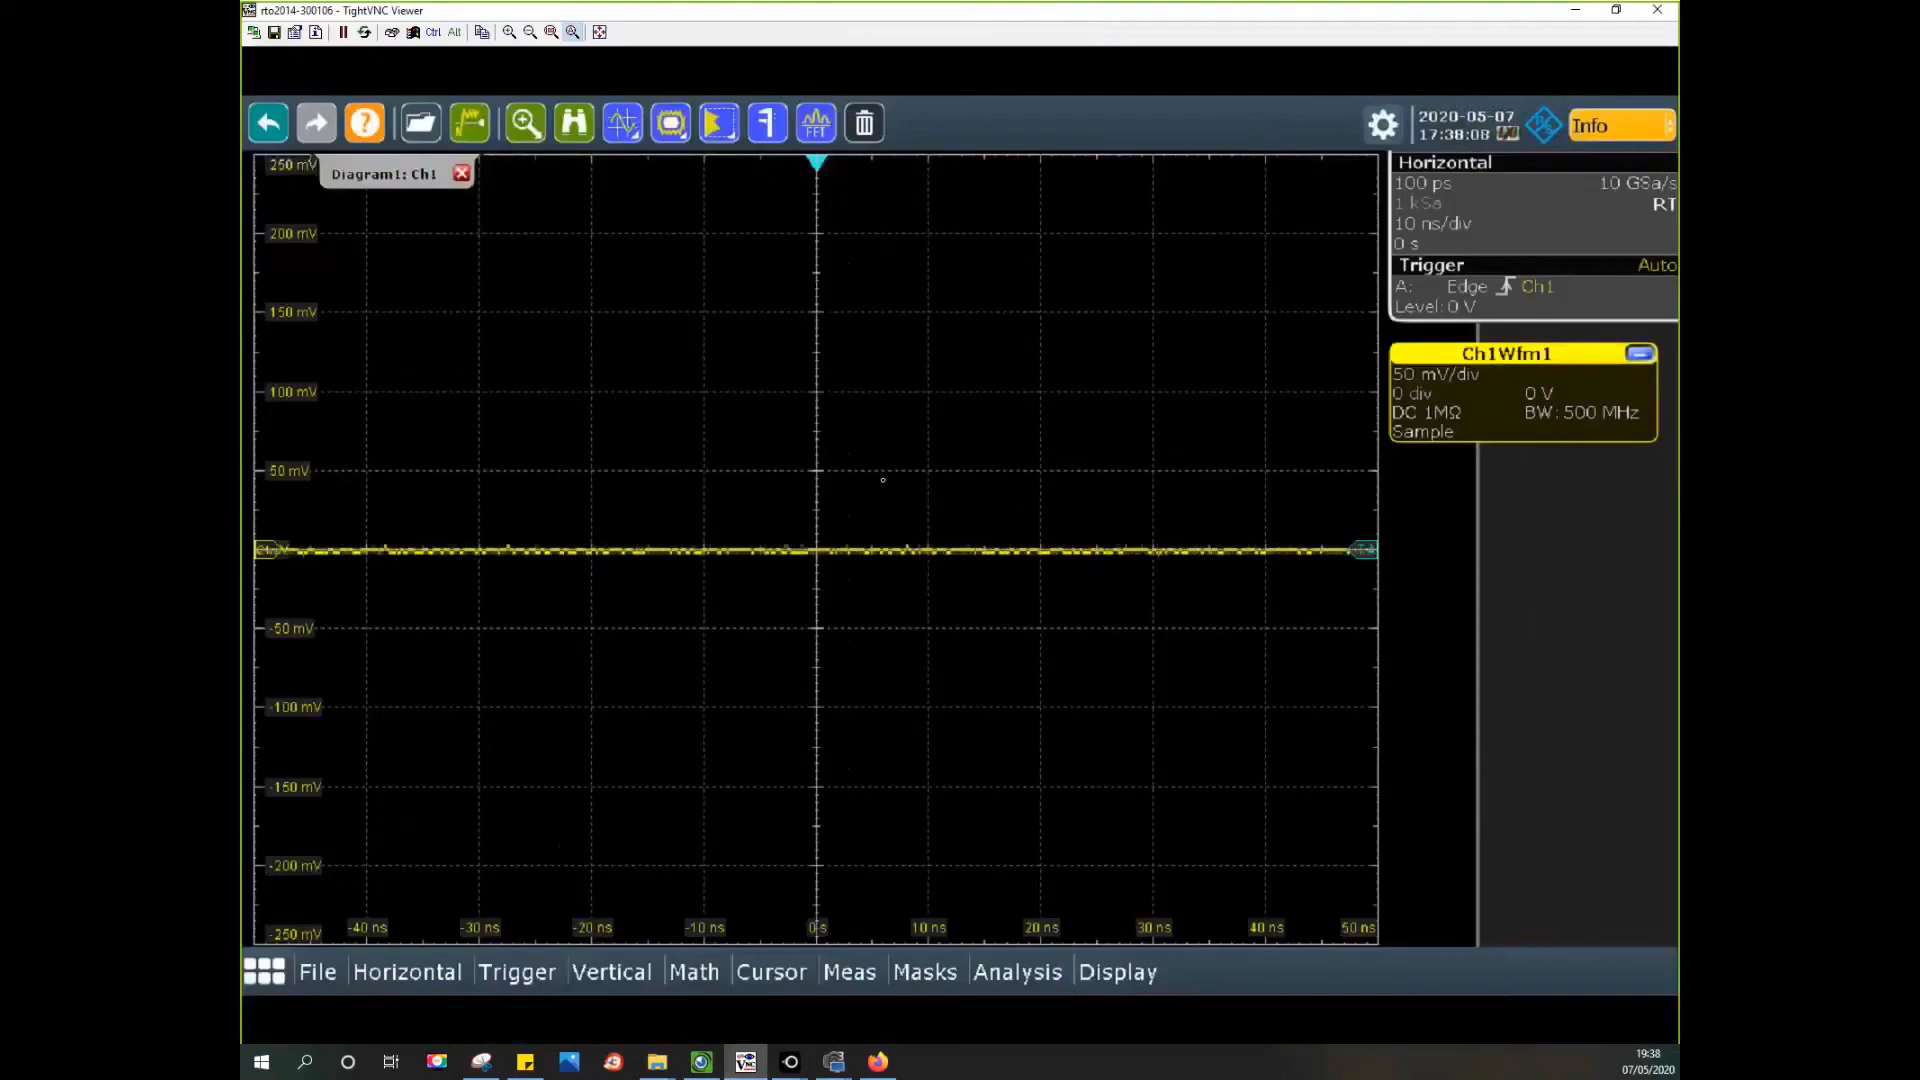 rto2014-300106 - TightVNC Viewer
Ctrl Alt
FFT
2020-05-07
17:38:08
Info
Diagram1: Ch1
Horizontal
100 ps 10 GSa/s
1 kSa RT
10 ns/div
0 s
Trigger Auto
A: Edge Ch1
Level: 0 V
Ch1Wfm1
50 mV/div
0 div 0 V
DC 1MΩ BW: 500 MHz
Sample
250 mV
200 mV
150 mV
100 mV
50 mV
-50 mV
-100 mV
-150 mV
-200 mV
-250 mV
-40 ns -30 ns -20 ns -10 ns 0 s 10 ns 20 ns 30 ns 40 ns 50 ns
File Horizontal Trigger Vertical Math Cursor Meas Masks Analysis Display
19:38
07/05/2020